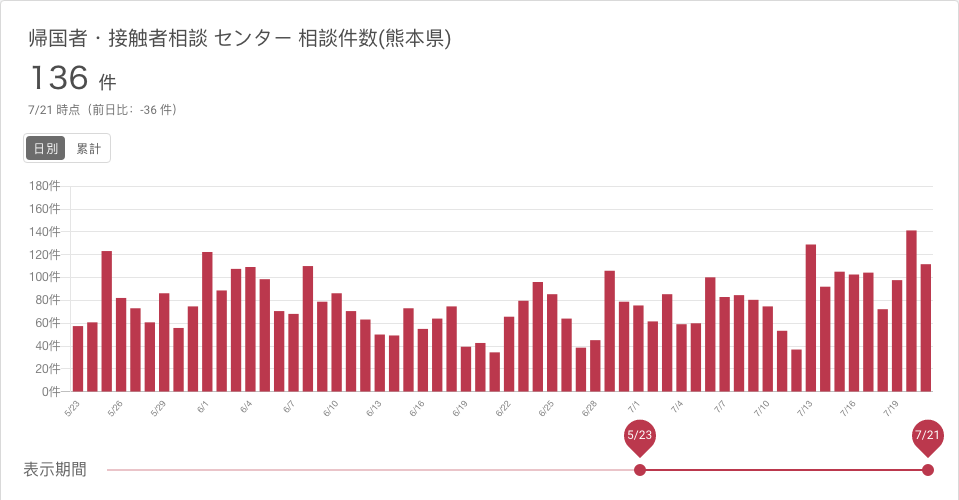 帰国者・接触者相談 センター 相談件数(熊本県)
136 件
7/21 時点（前日比： -36 件）
日別 累計
180件
160件
140件
120件
100件
80件
60件
40件
20件
0件
5/23 5/26 5/29 6/1 6/4 6/7 6/10 6/13 6/16 6/19 6/22 6/25 6/28 7/1 7/4 7/7 7/10 7/13 7/16 7/19
5/23 7/21
表示期間